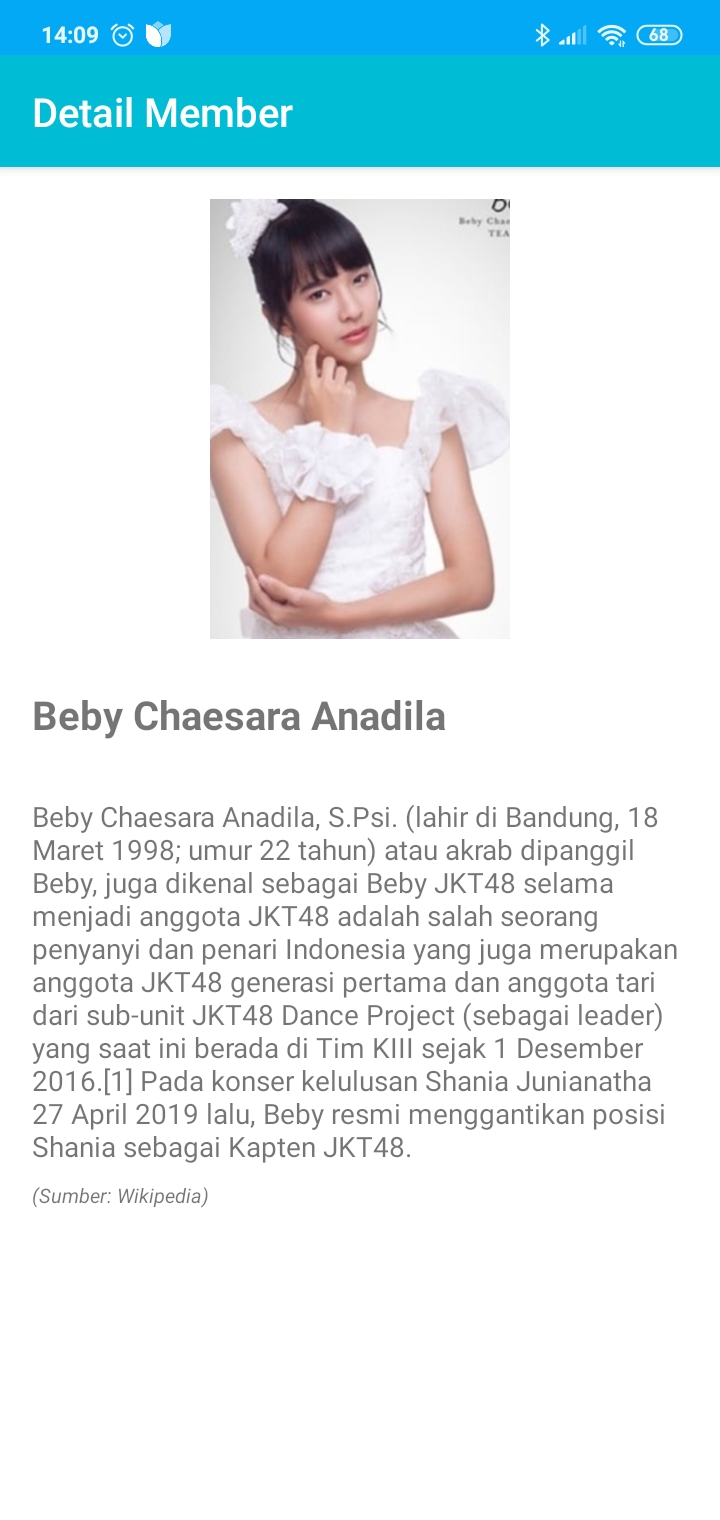 14:09
68
Detail Member
Beby Chae
TEA
Beby Chaesara Anadila
Beby Chaesara Anadila, S.Psi. (lahir di Bandung, 18
Maret 1998; umur 22 tahun) atau akrab dipanggil
Beby, juga dikenal sebagai Beby JKT48 selama
menjadi anggota JKT48 adalah salah seorang
penyanyi dan penari Indonesia yang juga merupakan
anggota JKT48 generasi pertama dan anggota tari
dari sub-unit JKT48 Dance Project (sebagai leader)
yang saat ini berada di Tim KIII sejak 1 Desember
2016.[1] Pada konser kelulusan Shania Junianatha
27 April 2019 lalu, Beby resmi menggantikan posisi
Shania sebagai Kapten JKT48.
(Sumber: Wikipedia)